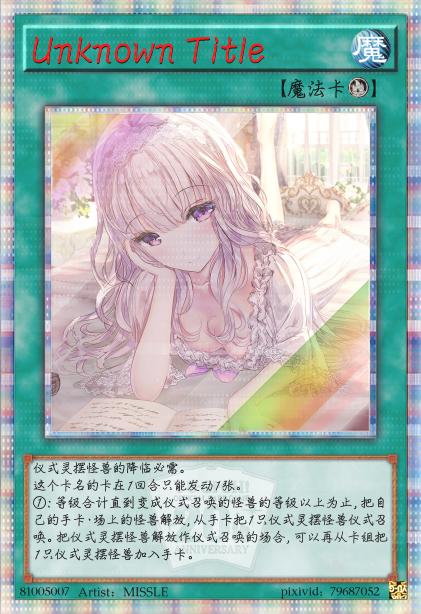 Unknown Title
魔
【魔法卡】
仪式灵摆怪兽的降临必需。
这个卡名的卡在1回合只能发动1张。
①：等级合计直到变成仪式召唤的怪兽的等级以上为止，把自
己的手卡·场上的怪兽解放，从手卡把1只仪式灵摆怪兽仪式召
唤。把仪式灵摆怪兽解放作仪式召唤的场合，可以再从卡组把
1只仪式灵摆怪兽加入手卡。
ANNIVERSARY
81005007 Artist: MISSLE pixivid: 79687052